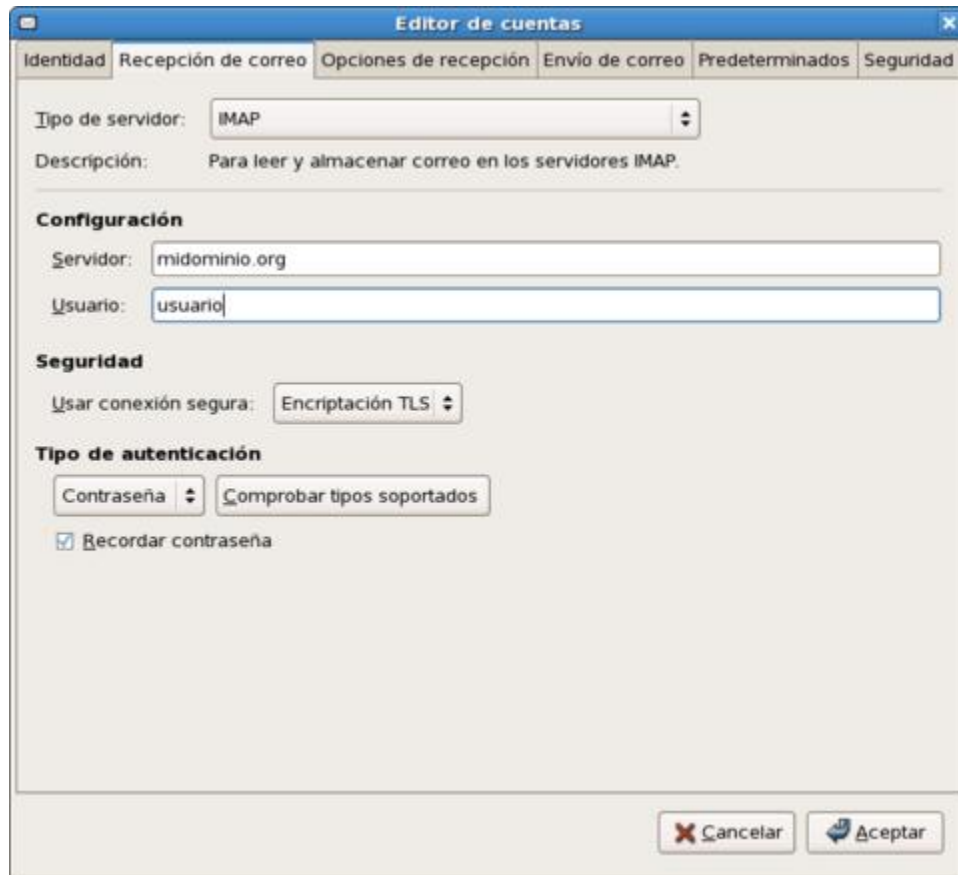 Editor de cuentas
Identidad Recepción de correo Opciones de recepción Envío de correo Predeterminados Seguridad
Tipo de servidor: IMAP
Descripción: Para leer y almacenar correo en los servidores IMAP.
Configuración
Servidor: midominio.org
Usuario: usuario
Seguridad
Usar conexión segura: Encriptación TLS
Tipo de autenticación
Contraseña Comprobar tipos soportados
Recordar contraseña
Cancelar Aceptar